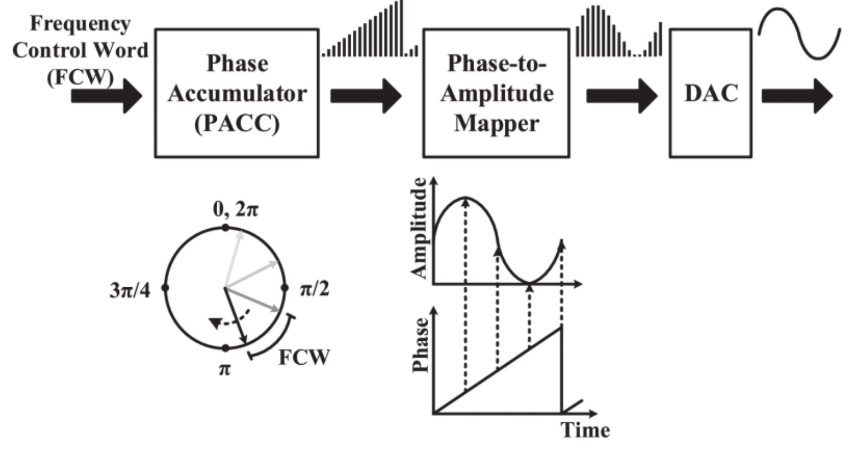 Frequency
Control Word
(FCW)
Phase
Accumulator
(PACC)
Phase-to-
Amplitude
Mapper
DAC
0, 2π
3π/4
π/2
π
FCW
Amplitude
Phase
Time